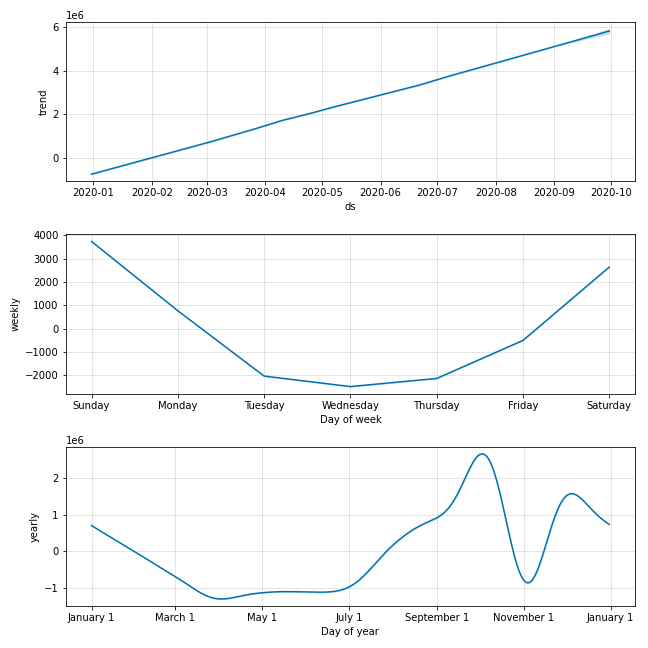 1e6
6
4
2
0
trend
2020-01 2020-02 2020-03 2020-04 2020-05 2020-06 2020-07 2020-08 2020-09 2020-10
ds
4000
3000
2000
1000
0
−1000
−2000
weekly
Sunday Monday Tuesday Wednesday Thursday Friday Saturday
Day of week
1e6
2
1
0
−1
yearly
January 1 March 1 May 1 July 1 September 1 November 1 January 1
Day of year